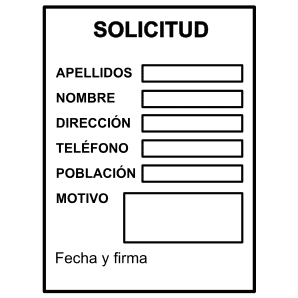 SOLICITUD
APELLIDOS
NOMBRE
DIRECCIÓN
TELÉFONO
POBLACIÓN
MOTIVO
Fecha y firma